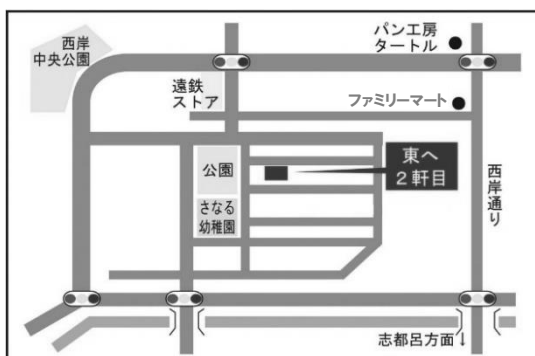 西岸
中央公園
パン工房
タートル
遠鉄
ストア
ファミリーマート
公園
東へ
2軒目
さなる
幼稚園
西岸通り
志都呂方面↓